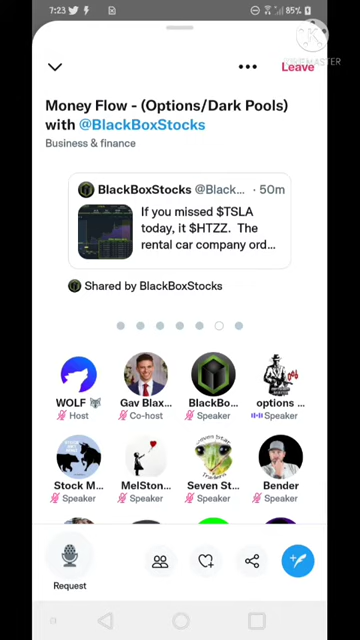 7:23
85%
KINEMASTER
Leave
Money Flow - (Options/Dark Pools)
with @BlackBoxStocks
Business & finance
BlackBoxStocks @Blac... · 50m
If you missed $TSLA
today, it $HTZZ. The
rental car company ord...
Shared by BlackBoxStocks
WOLF Gav Blax... BlackBo... options ...
Host Co-host Speaker Speaker
Stock M... MelSton... Seven St... Bender
Speaker Speaker Speaker Speaker
Request